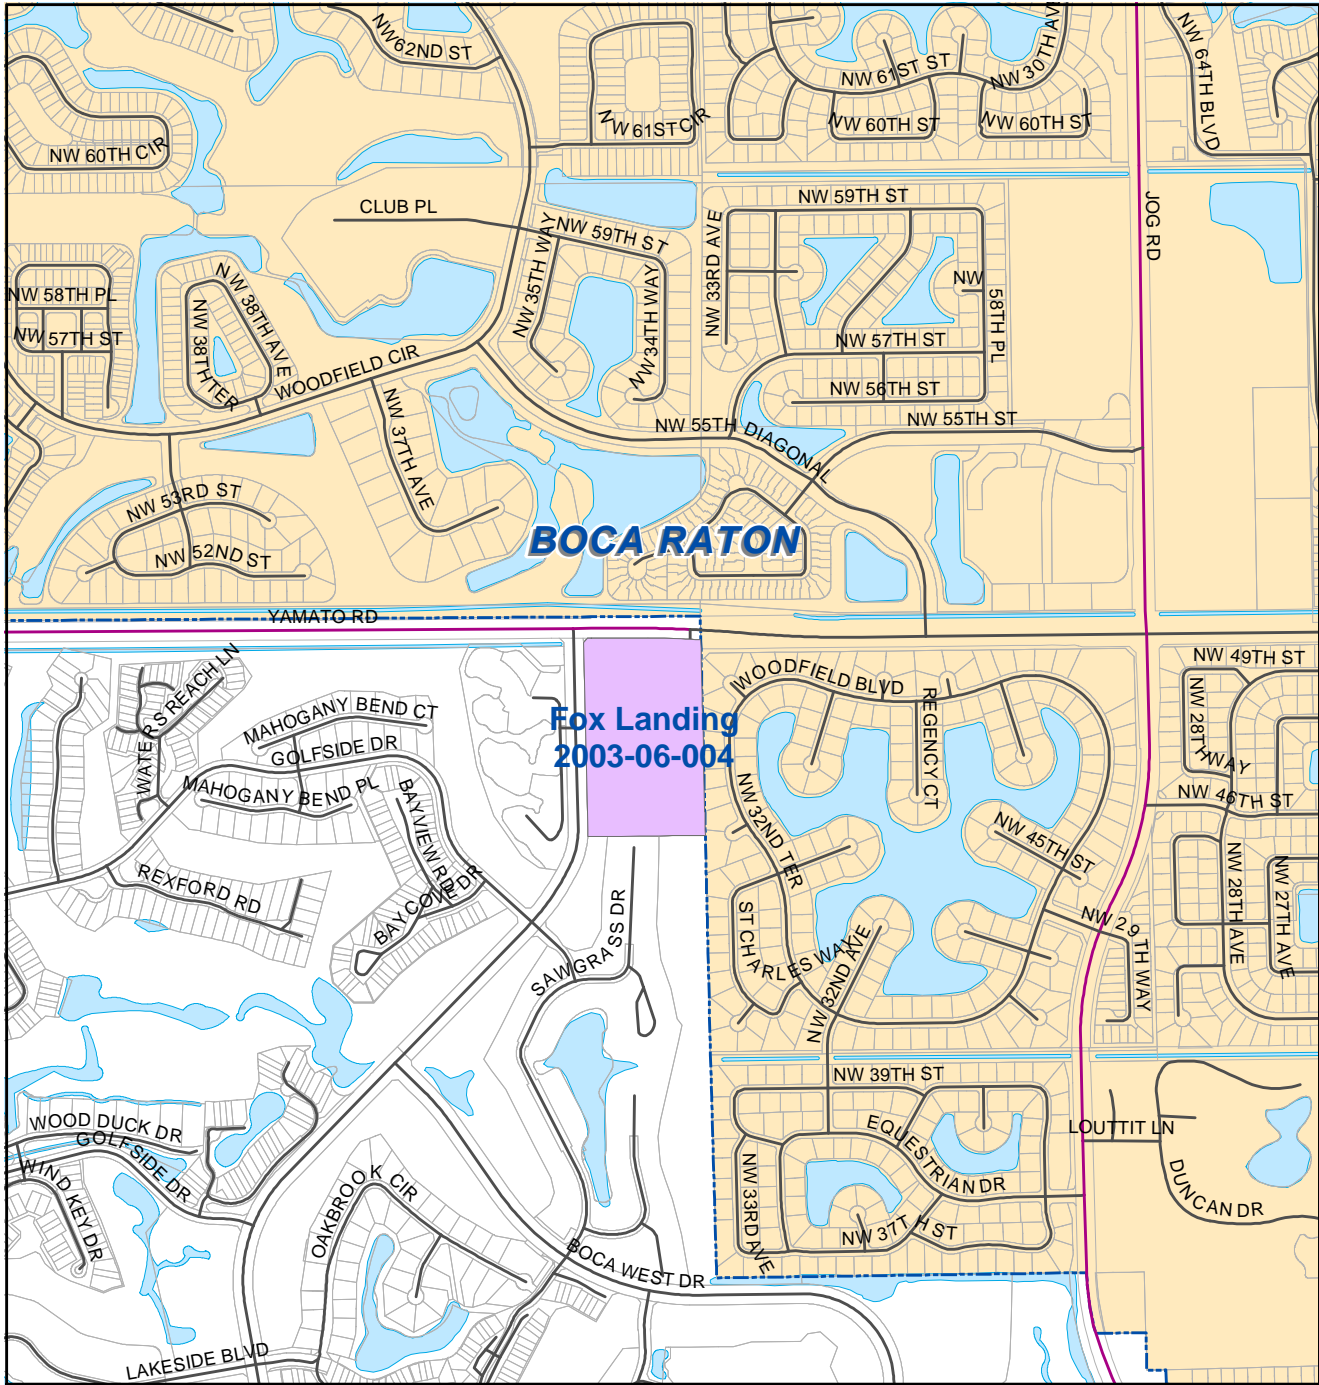 NW 62ND ST
NW 61ST ST
NW 30TH AVE
NW 64TH BLVD
NW 61ST CIR
NW 60TH ST
NW 60TH ST
NW 60TH CIR
CLUB PL
NW 59TH ST
NW 59TH ST
JOG RD
NW 35TH WAY
NW 34TH WAY
NW 33RD AVE
NW
58TH PL
NW 58TH PL
NW 57TH ST
NW 38TH AVE
NW 38TH TER
WOODFIELD CIR
NW 57TH ST
NW 56TH ST
NW 37TH AVE
NW 55TH DIAGONAL
NW 55TH ST
NW 53RD ST
NW 52ND ST
BOCA RATON
YAMATO RD
WATERS REACH LN
MAHOGANY BEND CT
GOLFSIDE DR
MAHOGANY BEND PL
BAYVIEW RD
BAY COVE DR
REXFORD RD
Fox Landing
2003-06-004
WOODFIELD BLVD
REGENCY CT
NW 49TH ST
NW 28TH WAY
NW 46TH ST
NW 32ND TER
NW 45TH ST
NW 28TH AVE
NW 27TH AVE
ST CHARLES WAY
NW 32ND AVE
NW 29TH WAY
SAWGRASS DR
NW 39TH ST
EQUESTRIAN DR
NW 37TH ST
NW 33RD AVE
LOUTTIT LN
DUNCAN DR
WOOD DUCK DR
GOLFSIDE DR
WIND KEY DR
OAKBROOK CIR
BOCA WEST DR
LAKESIDE BLVD